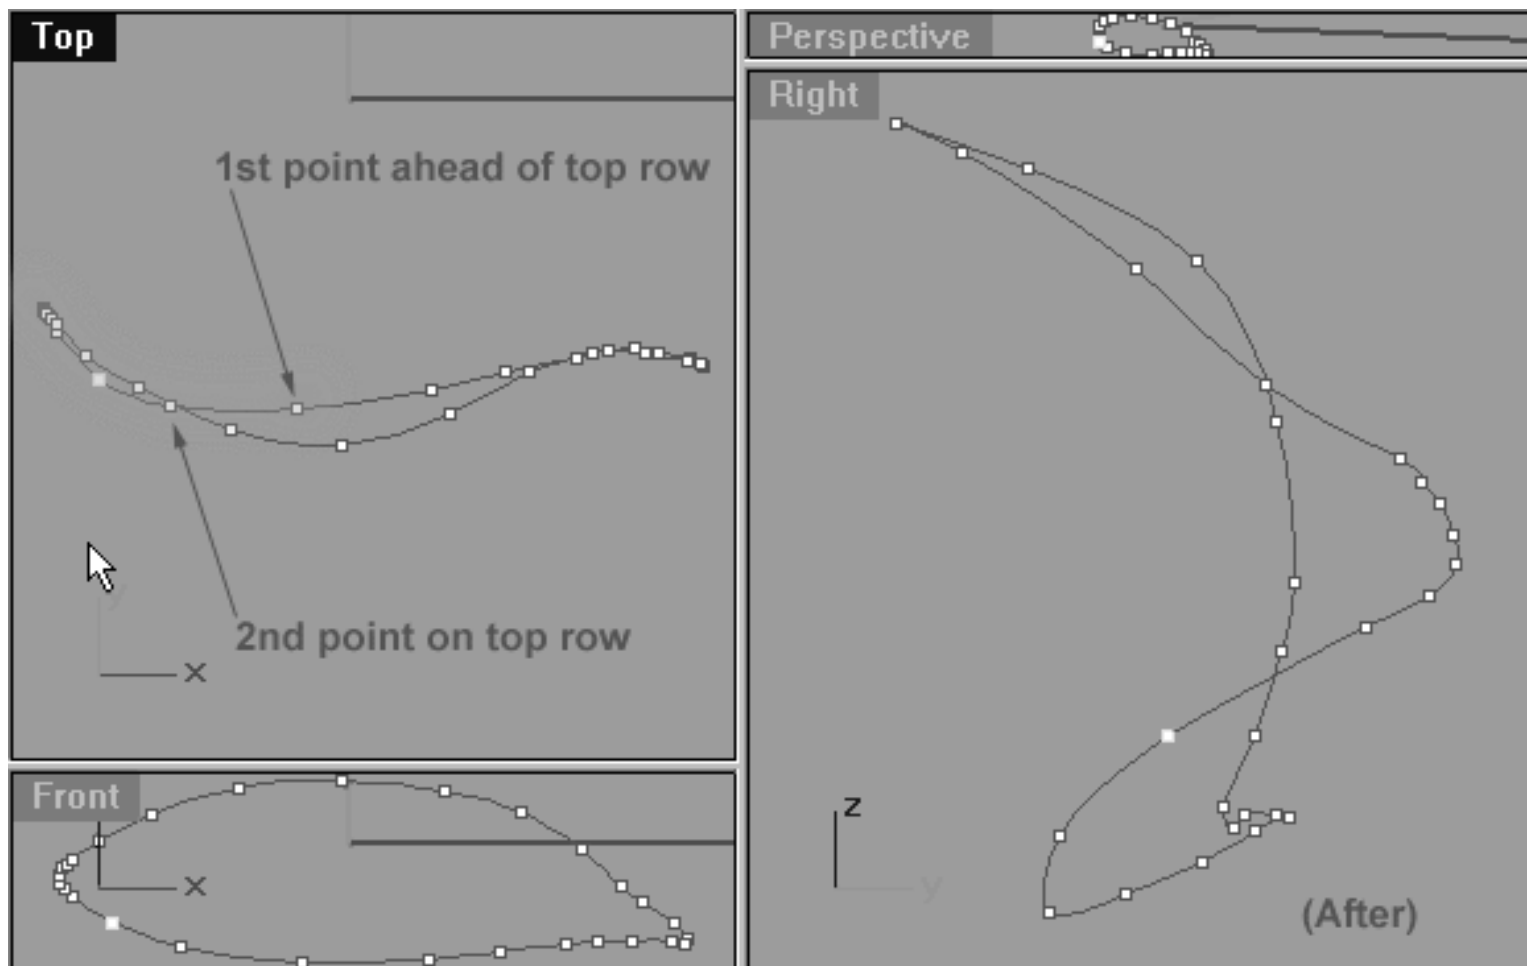 Top
Perspective
Right
1st point ahead of top row
2nd point on top row
y
x
Front
x
z
y
(After)